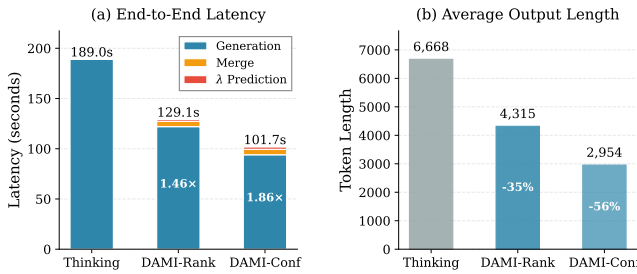 (a) End-to-End Latency
Latency (seconds)
200
150
100
50
0
189.0s
129.1s
101.7s
1.46×
1.86×
Generation
Merge
λ Prediction
Thinking
DAMI-Rank
DAMI-Conf
(b) Average Output Length
Token Length
7000
6000
5000
4000
3000
2000
1000
0
6,668
4,315
2,954
-35%
-56%
Thinking
DAMI-Rank
DAMI-Conf